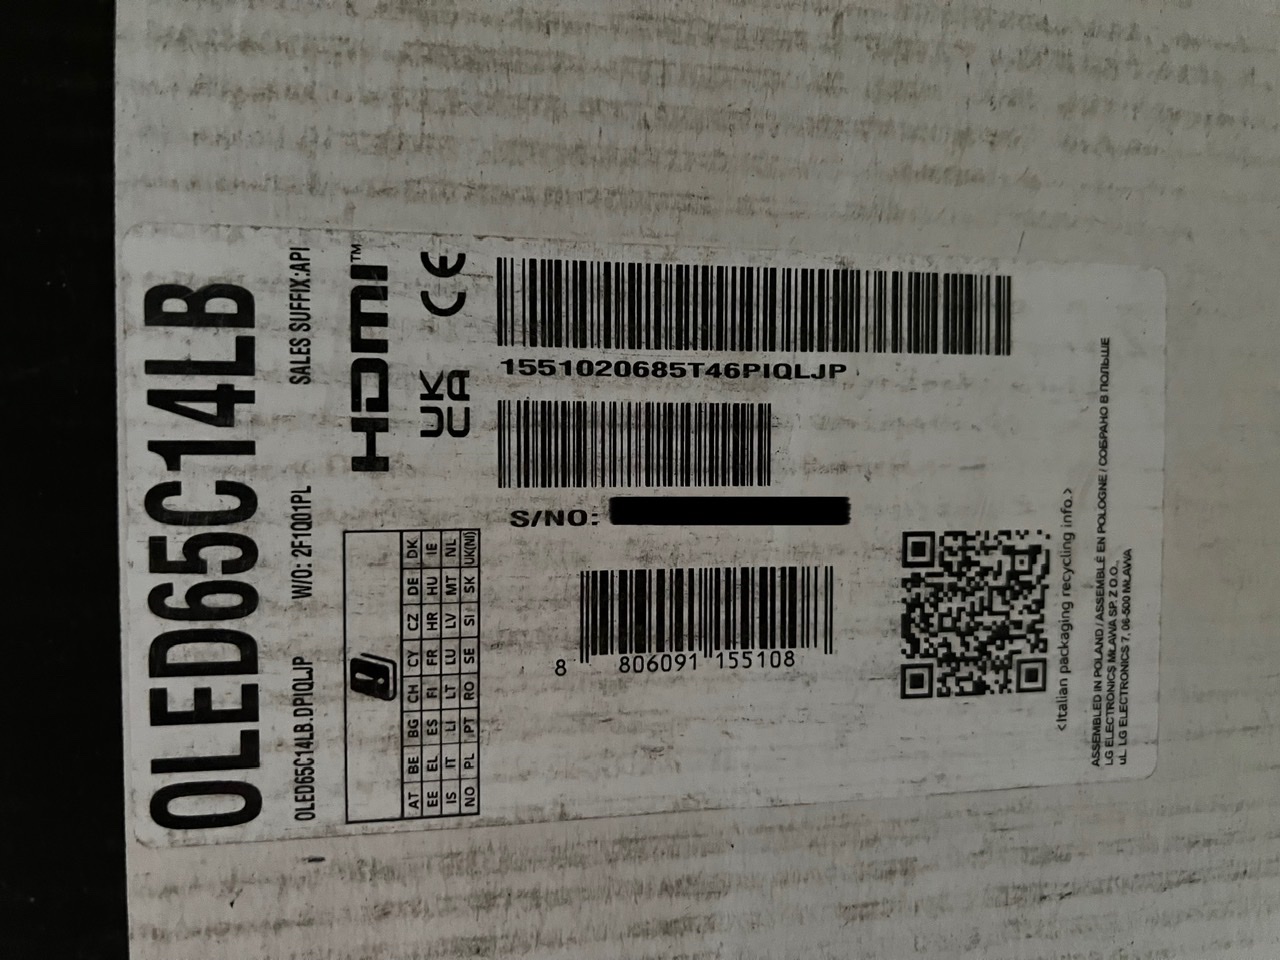 OLED65C14LB
OLED65C14LB.DPIQLJP W/O: 2F1Q01PL SALES SUFFIX:API
HDMI™
UK
CA
CE
AT BE BG CH CY CZ DE DK
EE EL ES FI FR HR HU IE
IS IT LI LT LU LV MT NL
NO PL PT RO SE SI SK UK(NI)
1551020685T46PIQLJP
S/NO:
8 806091 155108
<Italian packaging recycling info.>
ASSEMBLED IN POLAND / ASSEMBLÉ EN POLOGNE / СОБРАНО В ПОЛЬШЕ
LG ELECTRONICS MLAWA SP. Z O.O.,
uL. LG ELECTRONICS 7, 06-500 MŁAWA